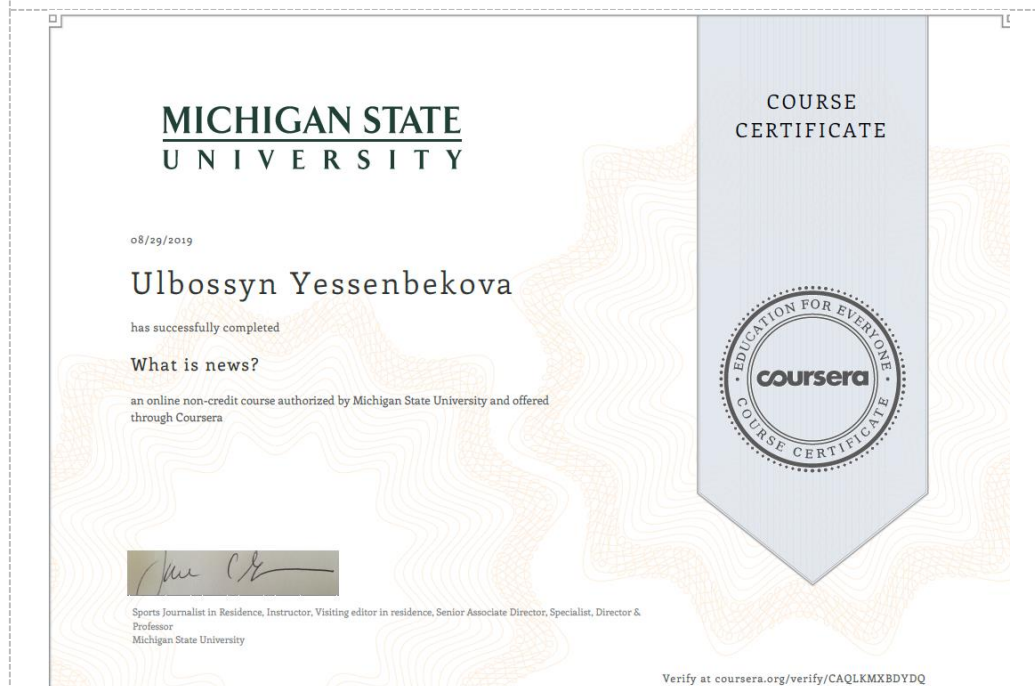 MICHIGAN STATE
UNIVERSITY
COURSE
CERTIFICATE
08/29/2019
Ulbossyn Yessenbekova
has successfully completed
What is news?
an online non-credit course authorized by Michigan State University and offered
through Coursera
EDUCATION FOR EVERYONE
coursera
COURSE CERTIFICATE
Sports Journalist in Residence, Instructor, Visiting editor in residence, Senior Associate Director, Specialist, Director &
Professor
Michigan State University
Verify at coursera.org/verify/CAQLKMXBDYDQ